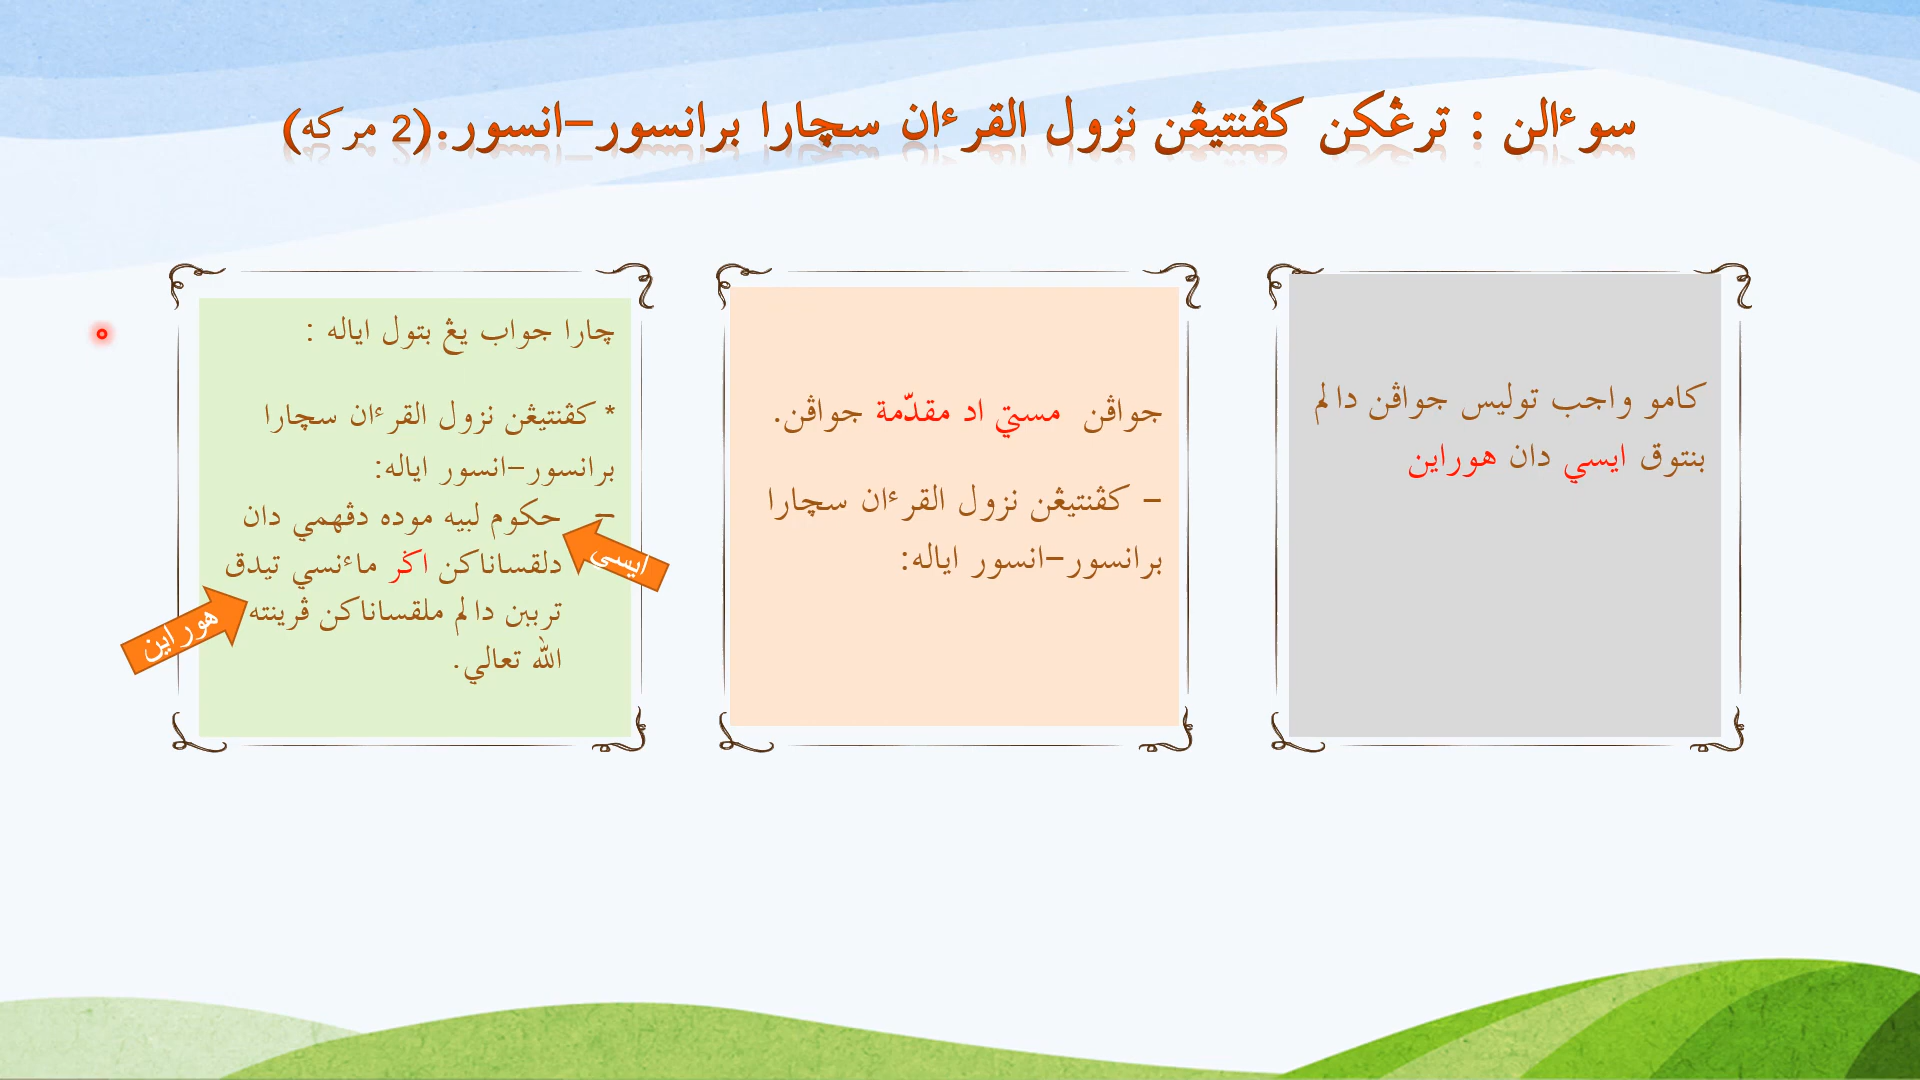 سوءالن : ترڠکن کڤنتيڠن نزول القرءان سچارا برانسور-انسور.(2 مرکه)
کامو واجب توليس جواڤن دالم
بنتوق ايسي دان هوراين
جواڤن مستي اد مقدّمة جواڤن.
- کڤنتيڠن نزول القرءان سچارا
برانسور-انسور اياله:
چارا جواب يڠ بتول اياله :
* کڤنتيڠن نزول القرءان سچارا
برانسور-انسور اياله:
- حکوم لبيه موده دڤهمي دان
دلقساناکن اݢر ماءنسي تيدق
ترببن دالم ملقساناکن ڤرينته
الله تعالي.
ايسي
هوراين